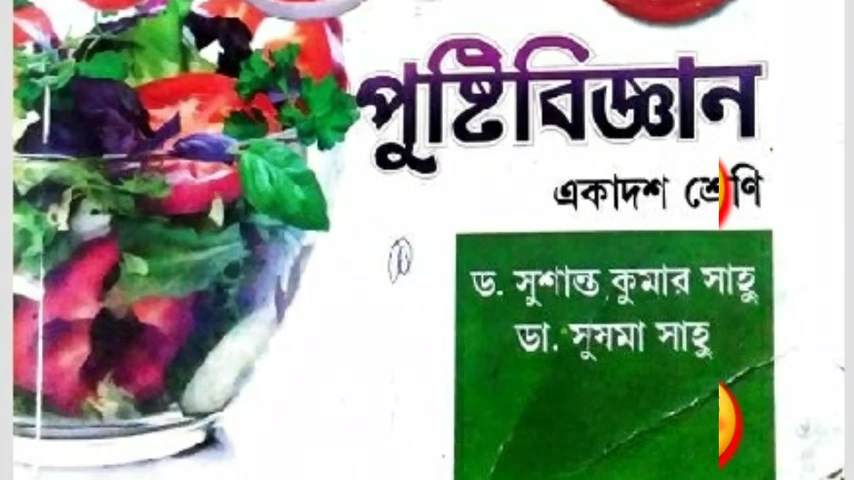 পুষ্টিবিজ্ঞান
একাদশ শ্রেণি
ড. সুশান্ত কুমার সাহু
ডা. সুষমা সাহু